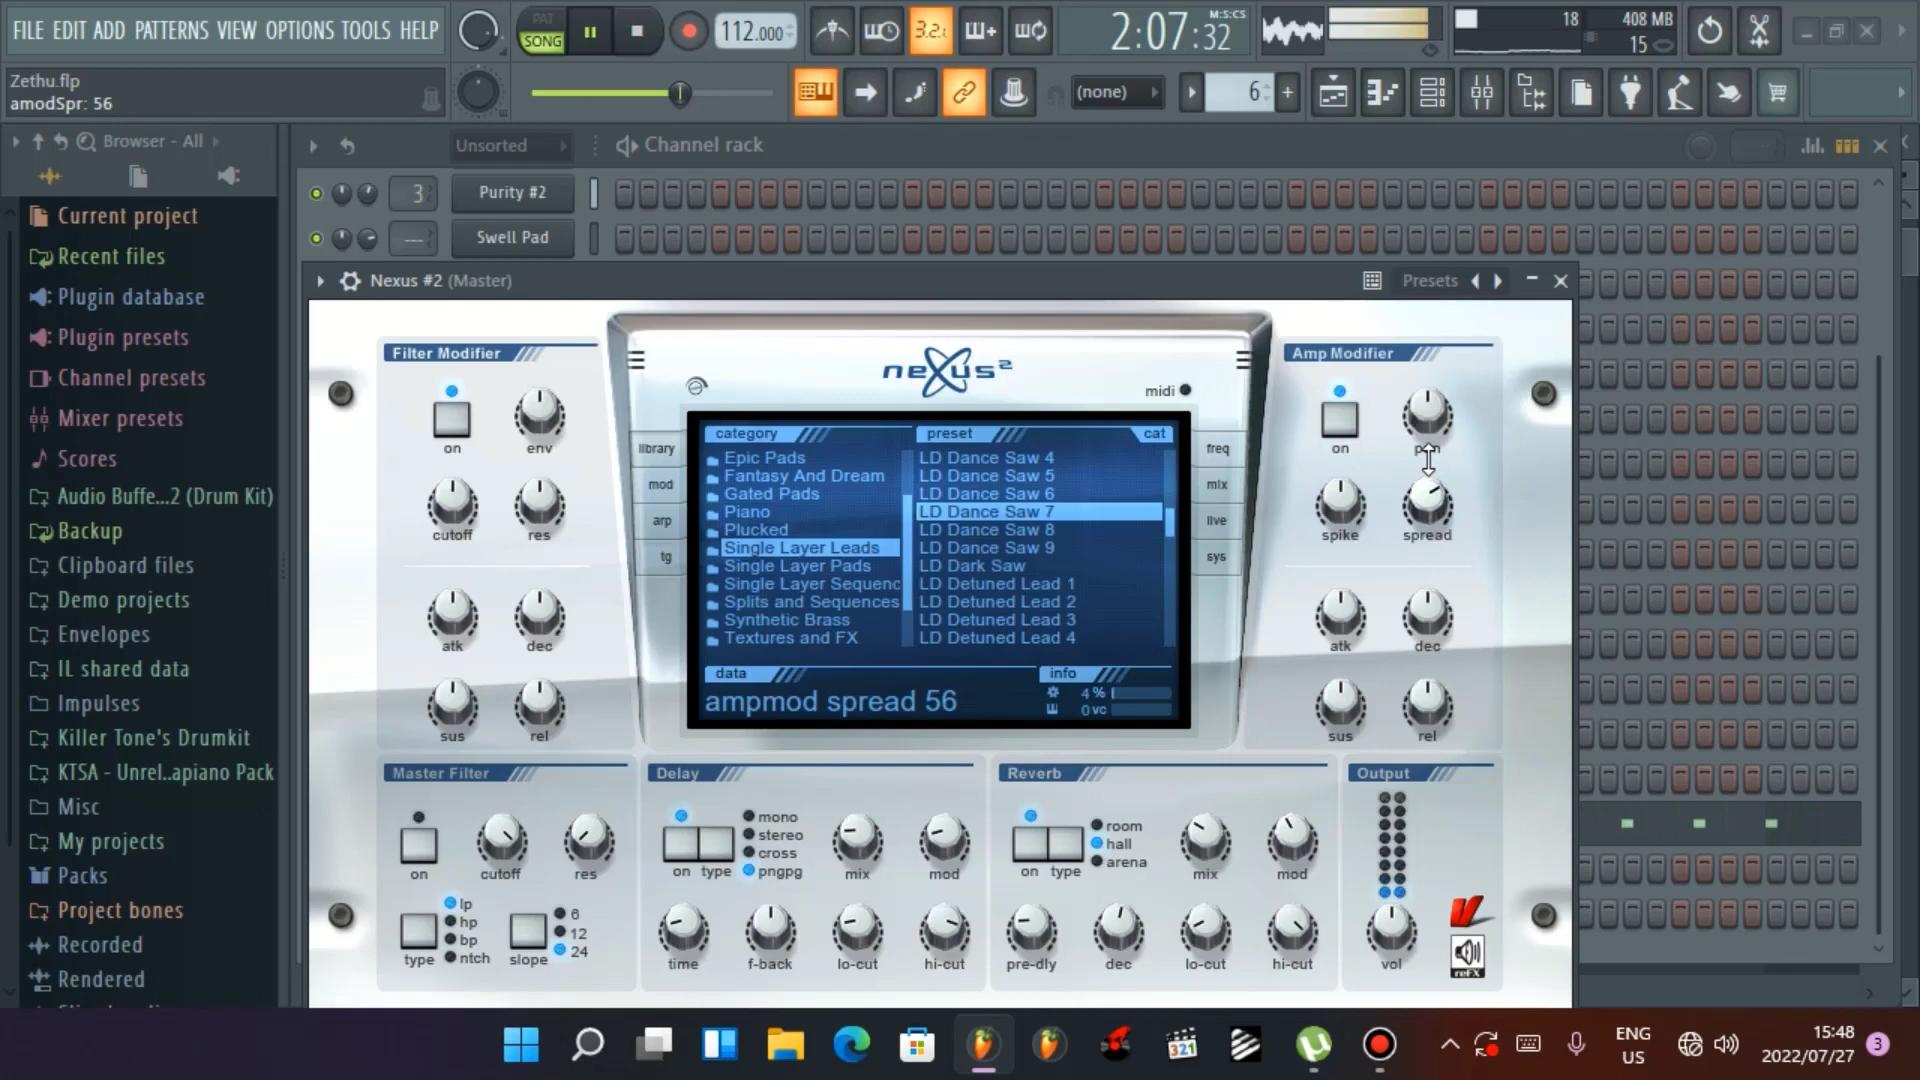 FILE EDIT ADD PATTERNS VIEW OPTIONS TOOLS HELP
PAT
SONG
112.000
3.2.
2:07:32
M:S:CS
18
408 MB
15
Zethu.flp
amodSpr: 56
(none)
6
Browser - All
Unsorted
Channel rack
Current project
Recent files
Plugin database
Plugin presets
Channel presets
Mixer presets
Scores
Audio Buffe...2 (Drum Kit)
Backup
Clipboard files
Demo projects
Envelopes
IL shared data
Impulses
Killer Tone's Drumkit
KTSA - Unrel..apiano Pack
Misc
My projects
Packs
Project bones
Recorded
Rendered
3
Purity #2
---
Swell Pad
Nexus #2 (Master)
Presets
Filter Modifier
on
env
cutoff
res
atk
dec
sus
rel
nexus2
midi
library
mod
arp
tg
category
Epic Pads
Fantasy And Dream
Gated Pads
Piano
Plucked
Single Layer Leads
Single Layer Pads
Single Layer Sequenc
Splits and Sequences
Synthetic Brass
Textures and FX
preset
cat
LD Dance Saw 4
LD Dance Saw 5
LD Dance Saw 6
LD Dance Saw 7
LD Dance Saw 8
LD Dance Saw 9
LD Dark Saw
LD Detuned Lead 1
LD Detuned Lead 2
LD Detuned Lead 3
LD Detuned Lead 4
data
ampmod spread 56
info
4 %
0 vc
freq
mix
live
sys
Amp Modifier
on
pan
spike
spread
atk
dec
sus
rel
Master Filter
on
cutoff
res
type
lp
hp
bp
ntch
slope
6
12
24
Delay
on
type
mono
stereo
cross
pngpg
mix
mod
time
f-back
lo-cut
hi-cut
Reverb
on
type
room
hall
arena
mix
mod
pre-dly
dec
lo-cut
hi-cut
Output
vol
reFX
321
ENG
US
15:48
2022/07/27
3